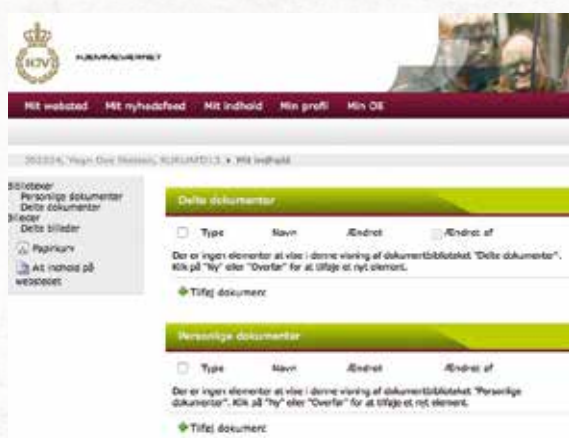 HJV
HJEMMEVÆRNET
Mit websted Mit nyhedsfeed Mit indhold Min profil Min OE
Mit indhold
Biblioteker
Personlige dokumenter
Delte dokumenter
Billeder
Delte billeder
Papirkurv
Alt indhold på
webstedet
Delte dokumenter
Type Navn Ændret Ændret af
Der er ingen elementer at vise i denne visning af dokumentbiblioteket "Delte dokumenter".
Klik på "Ny" eller "Overfør" for at tilføje et nyt element.
Tilføj dokument
Personlige dokumenter
Type Navn Ændret Ændret af
Der er ingen elementer at vise i denne visning af dokumentbiblioteket "Personlige
dokumenter". Klik på "Ny" eller "Overfør" for at tilføje et nyt element.
Tilføj dokument